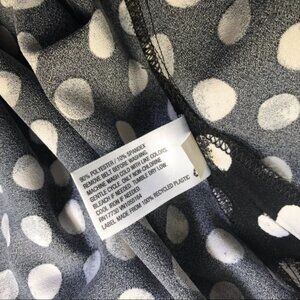 90% POLYESTER / 10% SPANDEX
REMOVE BELT BEFORE WASHING
MACHINE WASH COLD WITH LIKE COLORS.
GENTLE CYCLE. ONLY NON-CHLORINE
BLEACH IF NEEDED. TUMBLE DRY LOW.
COOL IRON IF NEEDED.
LABEL MADE FROM 100% RECYCLED PLASTIC